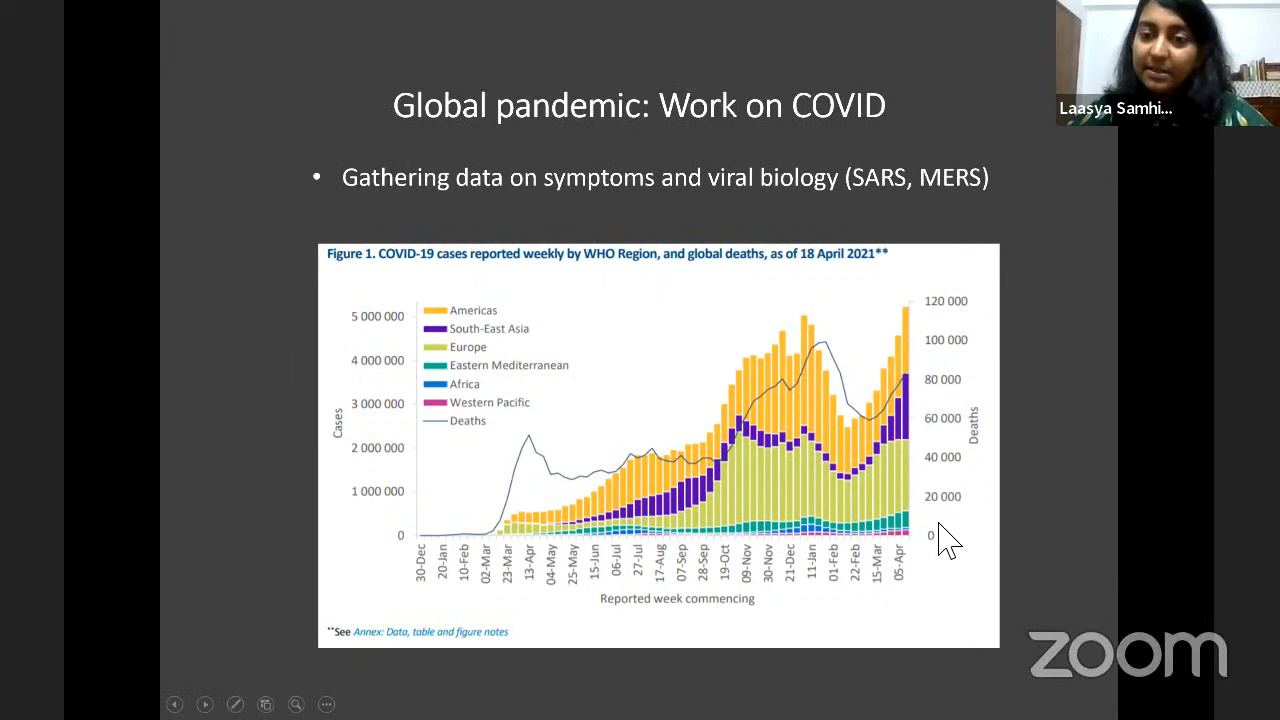 Global pandemic: Work on COVID
Laasya Samhi...
• Gathering data on symptoms and viral biology (SARS, MERS)
Figure 1. COVID-19 cases reported weekly by WHO Region, and global deaths, as of 18 April 2021**
Americas
South-East Asia
Europe
Eastern Mediterranean
Africa
Western Pacific
Deaths
5 000 000
4 000 000
3 000 000
2 000 000
1 000 000
0
Cases
120 000
100 000
80 000
60 000
40 000
20 000
0
Deaths
30-Dec
20-Jan
10-Feb
02-Mar
23-Mar
13-Apr
04-May
25-May
15-Jun
06-Jul
27-Jul
17-Aug
07-Sep
28-Sep
19-Oct
09-Nov
30-Nov
21-Dec
11-Jan
01-Feb
22-Feb
15-Mar
05-Apr
Reported week commencing
**See Annex: Data, table and figure notes
zoom